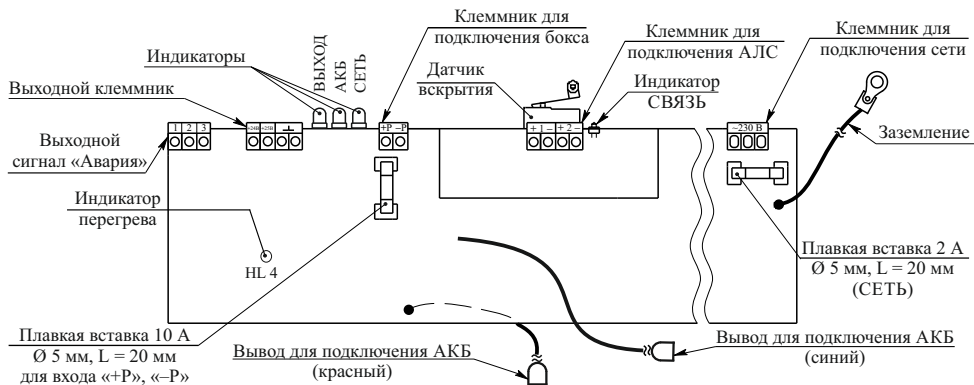 Клеммник для
подключения бокса
Клеммник для
подключения АЛС
Клеммник для
подключения сети
Индикаторы
ВЫХОД
АКБ
СЕТЬ
Датчик
вскрытия
Индикатор
СВЯЗЬ
Выходной клеммник
1 2 3
+P –P
+ 1 – + 2 –
~230 В
Заземление
Выходной
сигнал «Авария»
Индикатор
перегрева
HL 4
Плавкая вставка 2 А
Ø 5 мм, L = 20 мм
(СЕТЬ)
Плавкая вставка 10 А
Ø 5 мм, L = 20 мм
для входа «+P», «–P»
Вывод для подключения АКБ
(красный)
Вывод для подключения АКБ
(синий)